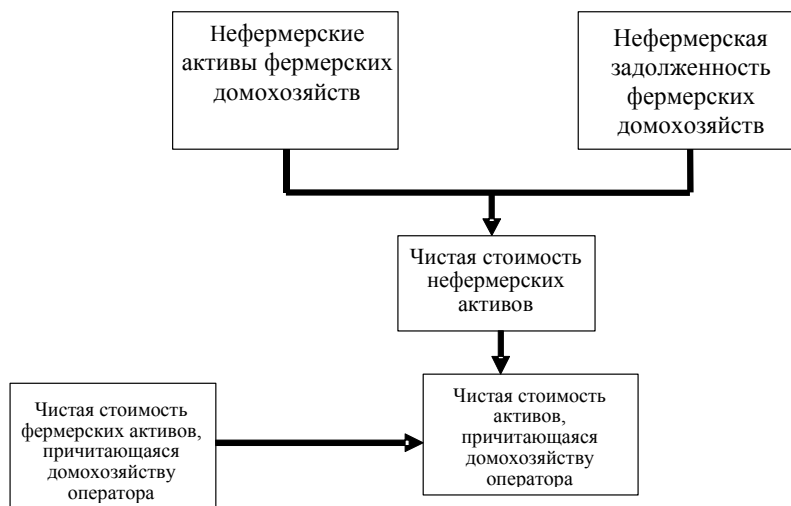 Нефермерские
активы фермерских
домохозяйств
Нефермерская
задолженность
фермерских
домохозяйств
Чистая стоимость
нефермерских
активов
Чистая стоимость
фермерских активов,
причитающаяся
домохозяйству
оператора
Чистая стоимость
активов,
причитающаяся
домохозяйству
оператора